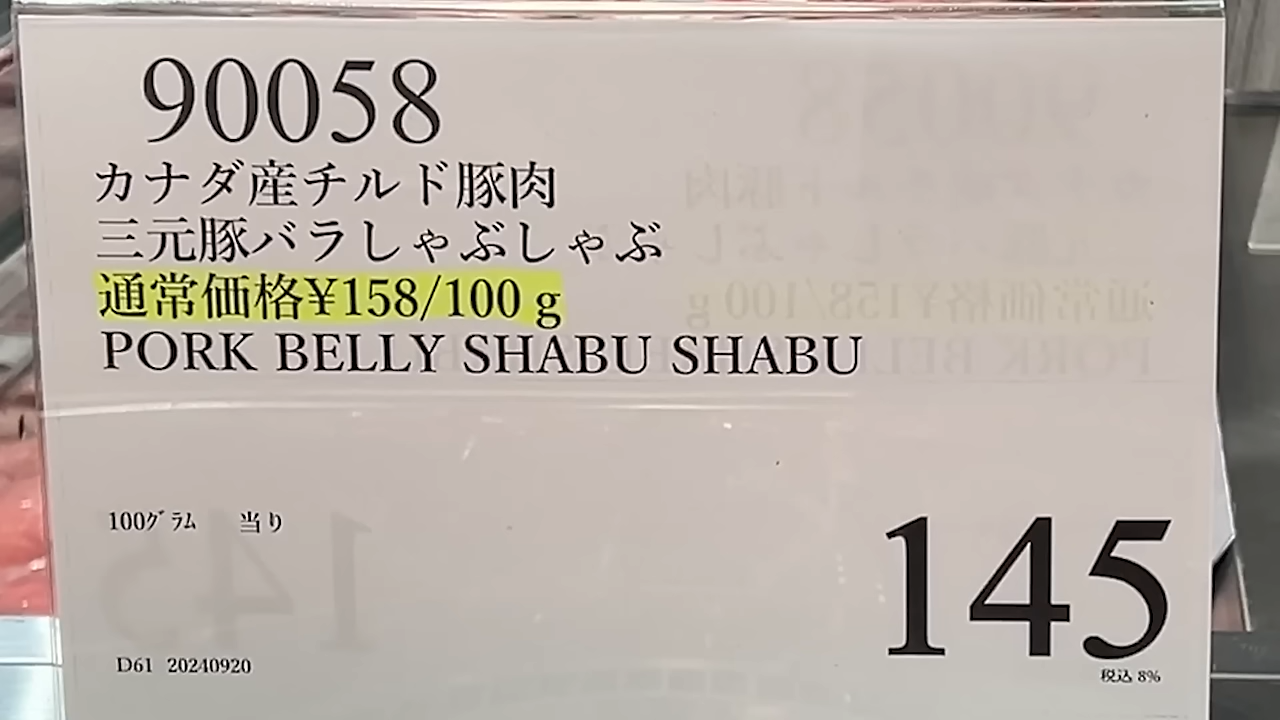 90058
カナダ産チルド豚肉
三元豚バラしゃぶしゃぶ
通常価格¥158/100 g
PORK BELLY SHABU SHABU
100グラム 当り
145
税込 8%
D61 20240920